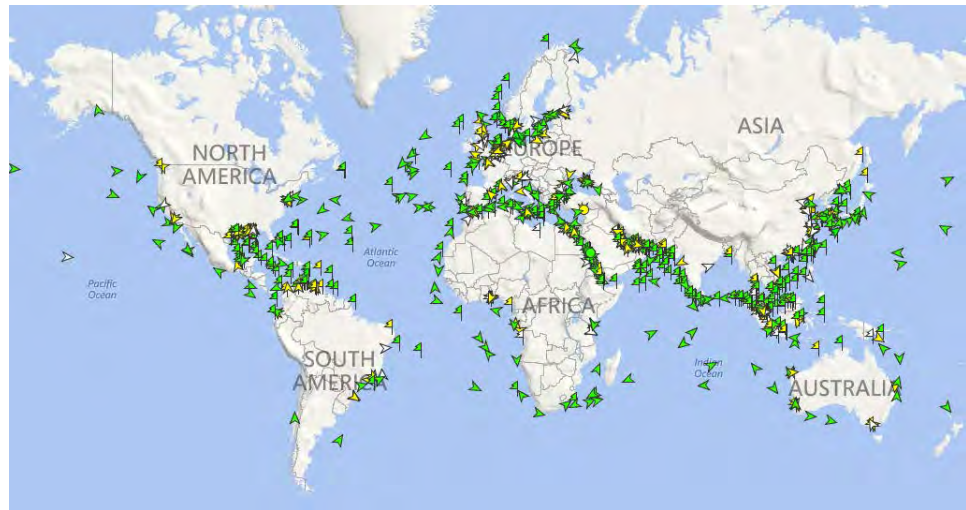 NORTH
AMERICA
EUROPE
ASIA
Atlantic
Ocean
Pacific
Ocean
AFRICA
SOUTH
AMERICA
Indian
Ocean
AUSTRALIA